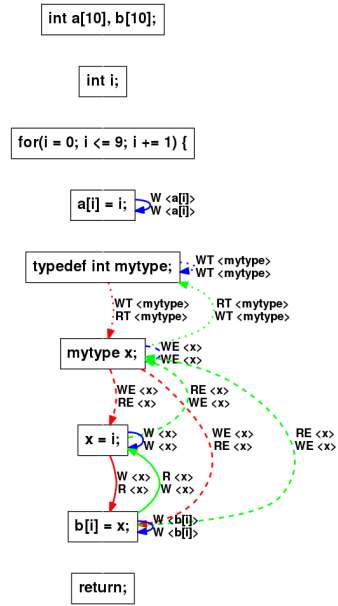 int a[10], b[10];
int i;
for(i = 0; i <= 9; i += 1) {
a[i] = i;
W <a[i]>
W <a[i]>
typedef int mytype;
WT <mytype>
WT <mytype>
WT <mytype>
RT <mytype>
RT <mytype>
WT <mytype>
mytype x;
WE <x>
WE <x>
WE <x>
RE <x>
RE <x>
WE <x>
x = i;
W <x>
W <x>
WE <x>
RE <x>
RE <x>
WE <x>
W <x>
R <x>
R <x>
W <x>
b[i] = x;
W <b[i]>
W <b[i]>
return;